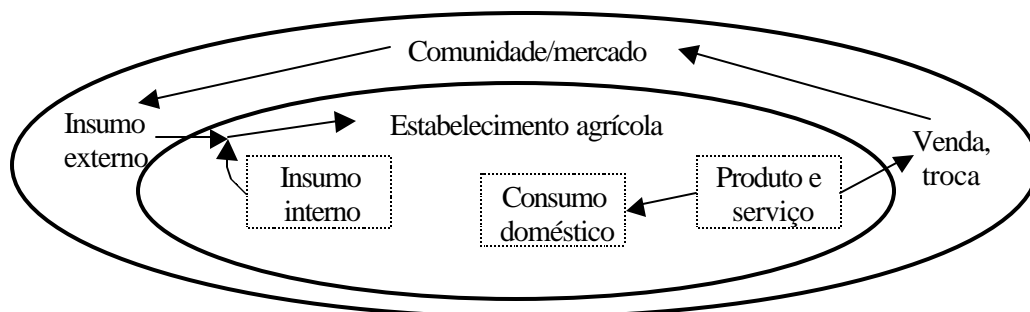 Comunidade/mercado
Insumo
externo
Estabelecimento agrícola
Venda,
troca
Insumo
interno
Consumo
doméstico
Produto e
serviço